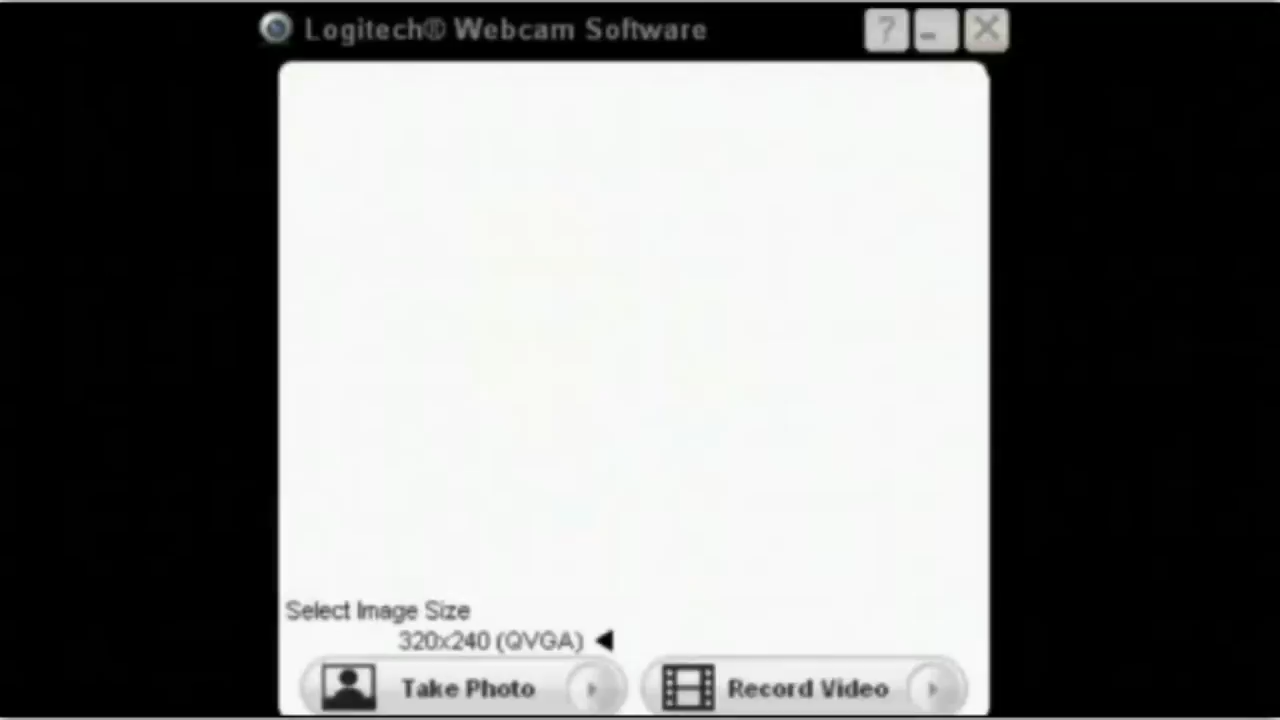 Logitech® Webcam Software
?
Select Image Size
320x240 (QVGA)
Take Photo
Record Video